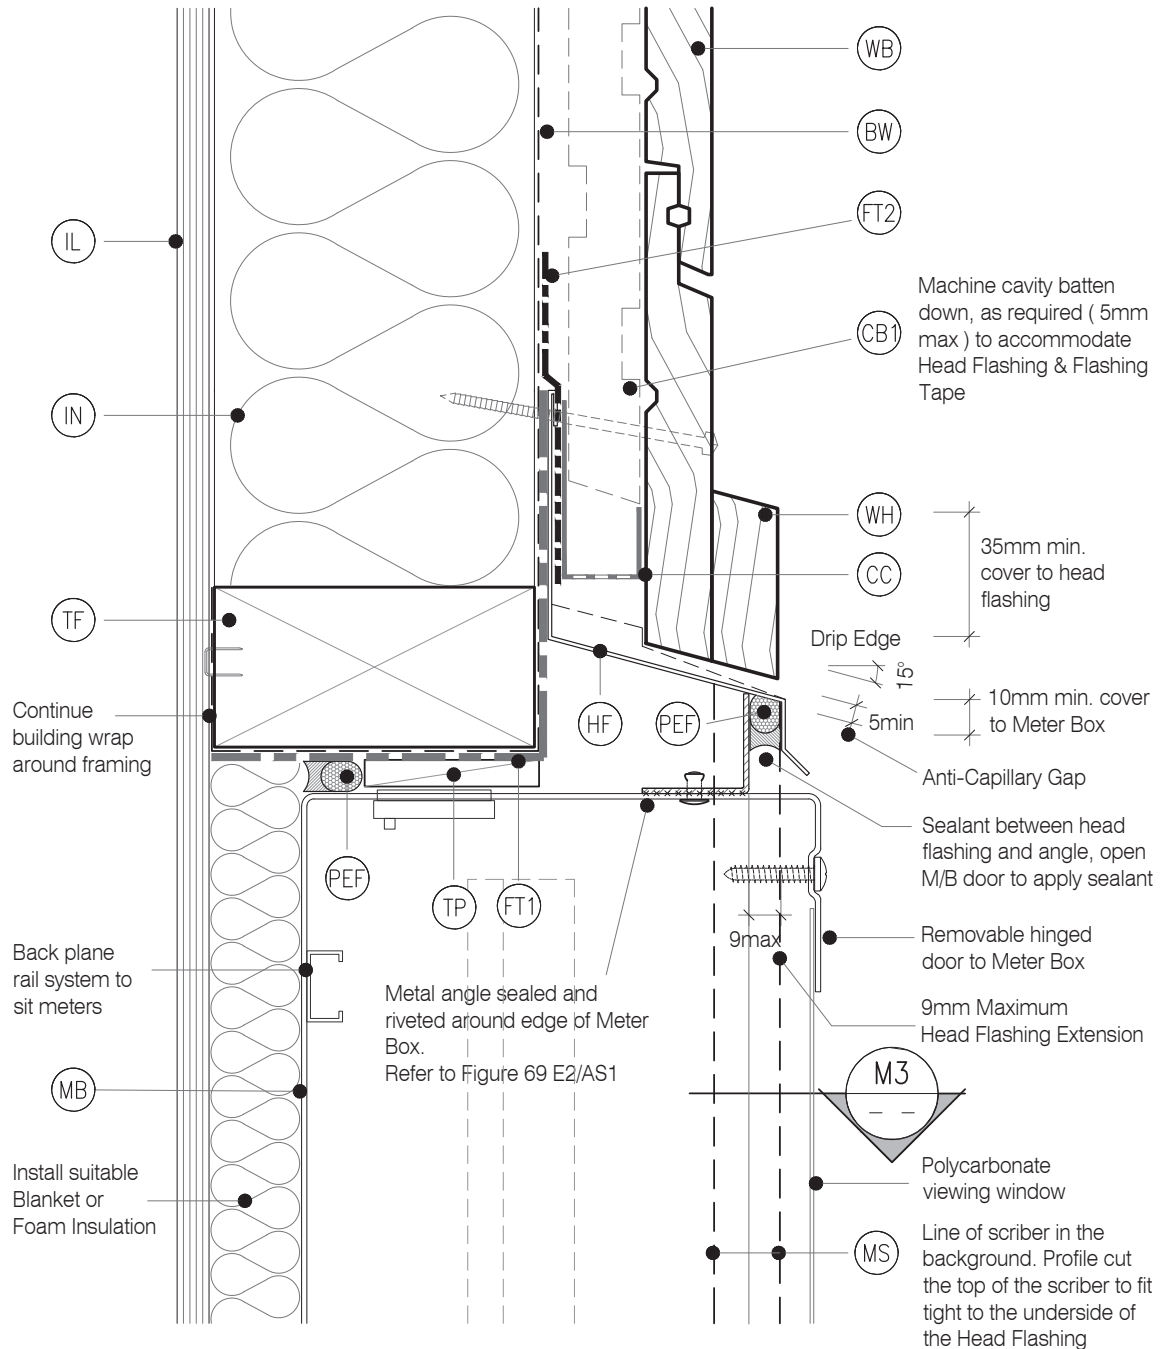 WB
BW
FT2
IL
Machine cavity batten
down, as required ( 5mm
max ) to accommodate
Head Flashing & Flashing
Tape
CB1
IN
WH
35mm min.
cover to head
flashing
CC
TF
Drip Edge
15°
Continue
building wrap
around framing
HF
PEF
5min
10mm min. cover
to Meter Box
Anti-Capillary Gap
Sealant between head
flashing and angle, open
M/B door to apply sealant
PEF
TP
FT1
9max
Removable hinged
door to Meter Box
Back plane
rail system to
sit meters
Metal angle sealed and
riveted around edge of Meter
Box.
Refer to Figure 69 E2/AS1
9mm Maximum
Head Flashing Extension
MB
M3
Install suitable
Blanket or
Foam Insulation
Polycarbonate
viewing window
MS
Line of scriber in the
background. Profile cut
the top of the scriber to fit
tight to the underside of
the Head Flashing